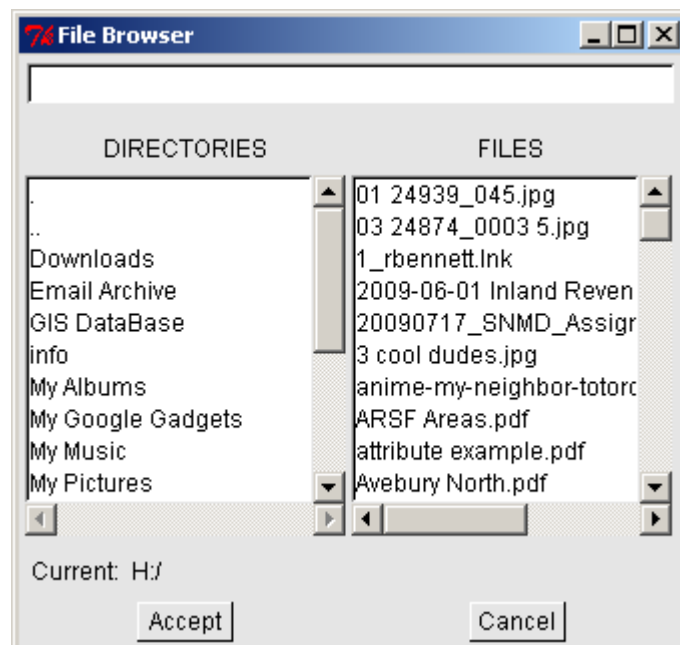 File Browser
DIRECTORIES
FILES
.
..
Downloads
Email Archive
GIS DataBase
info
My Albums
My Google Gadgets
My Music
My Pictures
01 24939_045.jpg
03 24874_0003 5.jpg
1_rbennett.lnk
2009-06-01 Inland Reven
20090717_SNMD_Assigr
3 cool dudes.jpg
anime-my-neighbor-totorc
ARSF Areas.pdf
attribute example.pdf
Avebury North.pdf
Current: H:/
Accept
Cancel